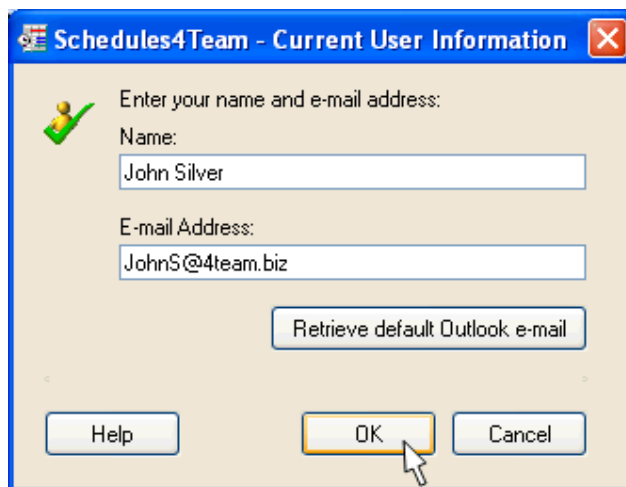 Schedules4Team - Current User Information
Enter your name and e-mail address:
Name:
John Silver
E-mail Address:
JohnS@4team.biz
Retrieve default Outlook e-mail
Help OK Cancel